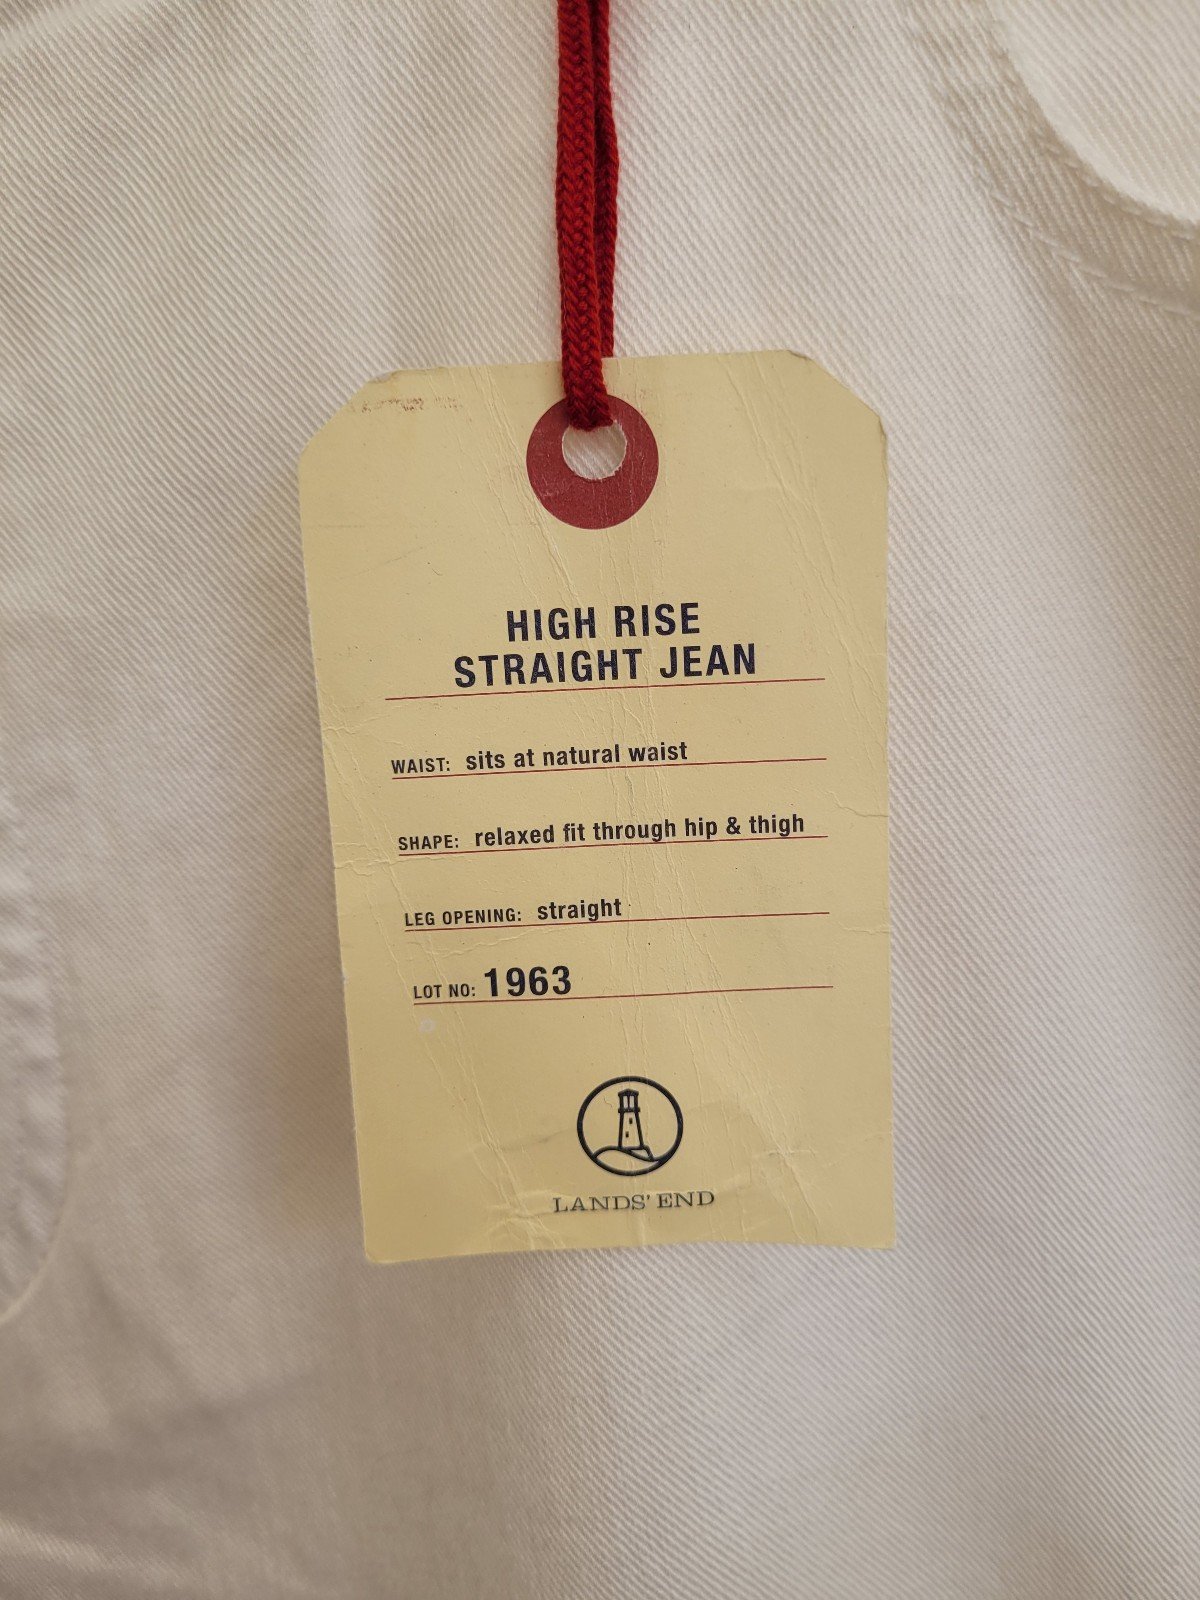 HIGH RISE
STRAIGHT JEAN
WAIST: sits at natural waist
SHAPE: relaxed fit through hip & thigh
LEG OPENING: straight
LOT NO: 1963
LANDS' END